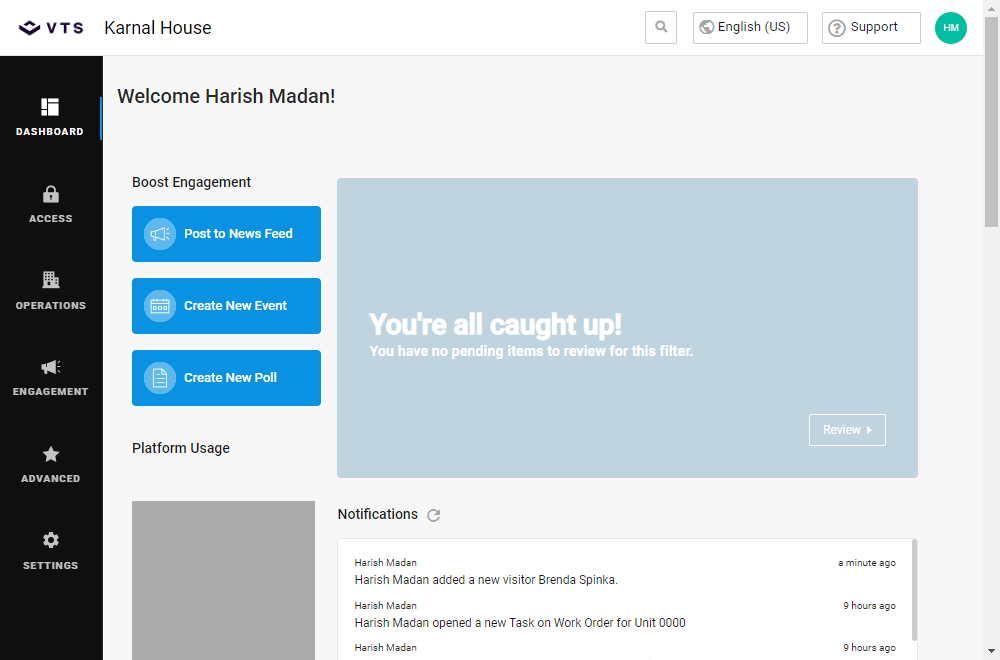 VTS Karnal House English (US) Support HM
DASHBOARD
ACCESS
OPERATIONS
ENGAGEMENT
ADVANCED
SETTINGS
Welcome Harish Madan!
Boost Engagement
Post to News Feed
Create New Event
Create New Poll
Platform Usage
You're all caught up!
You have no pending items to review for this filter.
Review
Notifications
Harish Madan a minute ago
Harish Madan added a new visitor Brenda Spinka.
Harish Madan 9 hours ago
Harish Madan opened a new Task on Work Order for Unit 0000
Harish Madan 9 hours ago